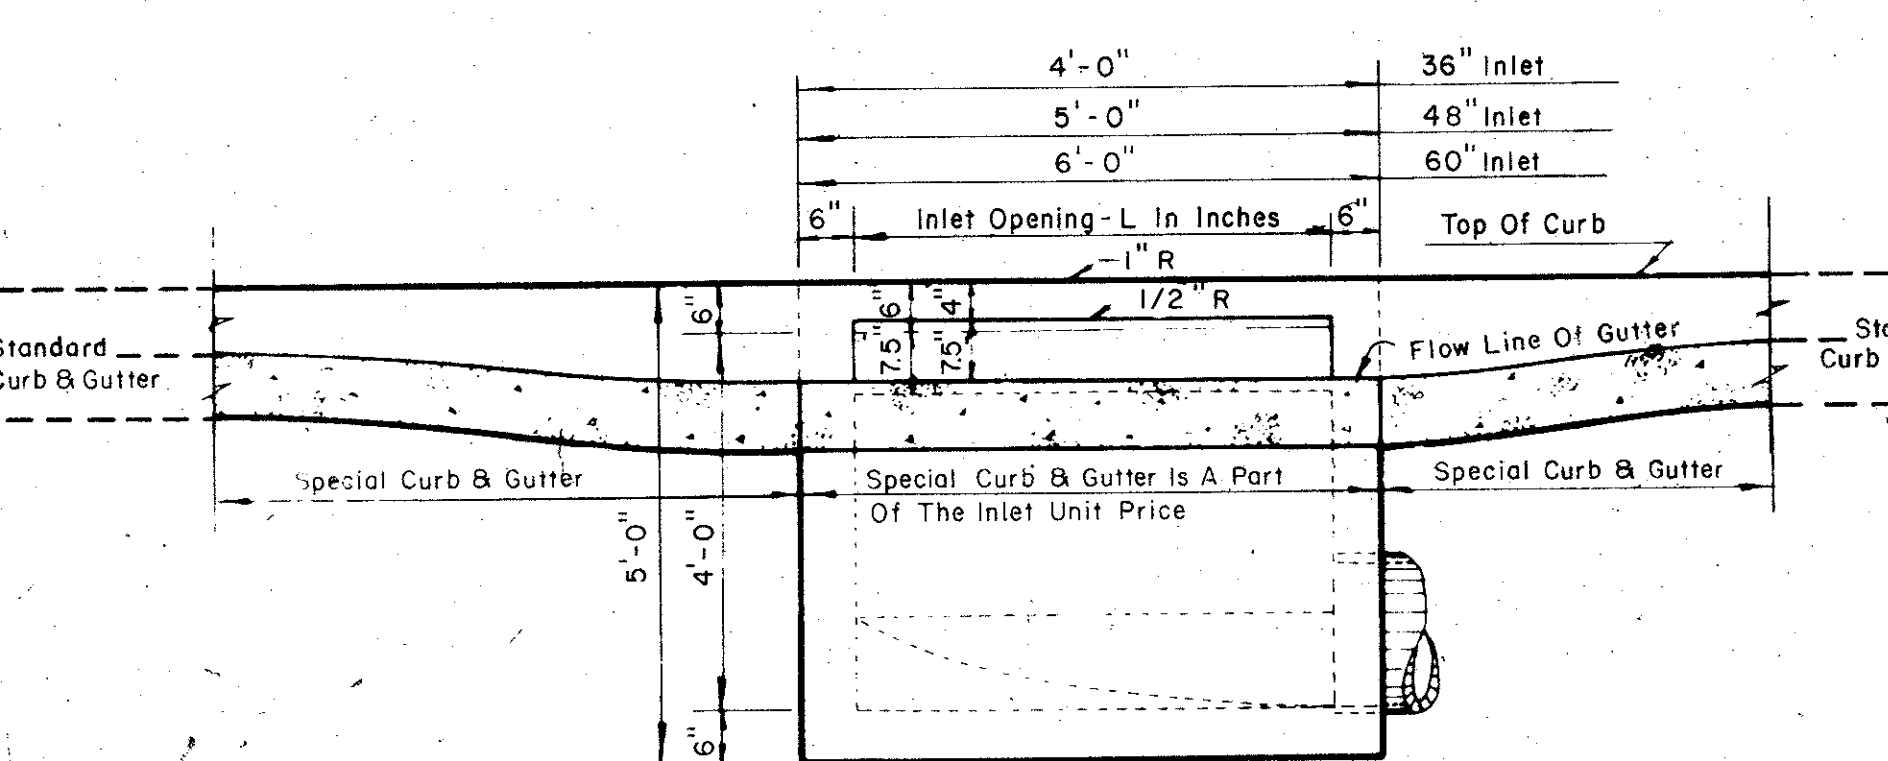 4'-0" 36" Inlet
5'-0" 48" Inlet
6'-0" 60" Inlet
6" Inlet Opening - L In Inches 6" Top Of Curb
1" R
6" 6" 4" 1/2" R
7.5" 7.5"
Flow Line Of Gutter
Standard
Curb & Gutter
Curb
Special Curb & Gutter
Special Curb & Gutter Is A Part
Of The Inlet Unit Price
Special Curb & Gutter
5'-0" 4'-0"
6"